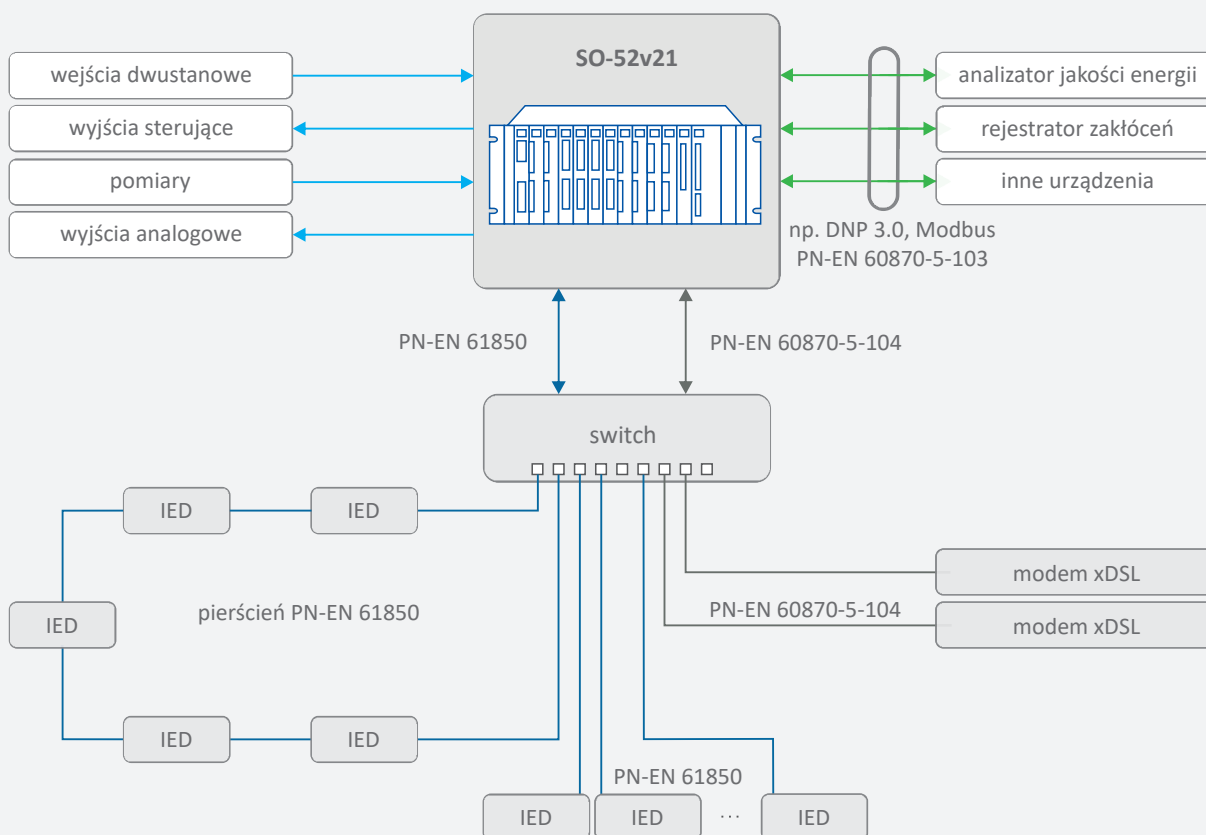 SO-52v21
wejścia dwustanowe
wyjścia sterujące
pomiary
wyjścia analogowe
analizator jakości energii
rejestrator zakłóceń
inne urządzenia
np. DNP 3.0, Modbus
PN-EN 60870-5-103
PN-EN 61850
PN-EN 60870-5-104
switch
IED
IED
IED
pierścień PN-EN 61850
IED
IED
modem xDSL
PN-EN 60870-5-104
modem xDSL
PN-EN 61850
IED
IED
...
IED